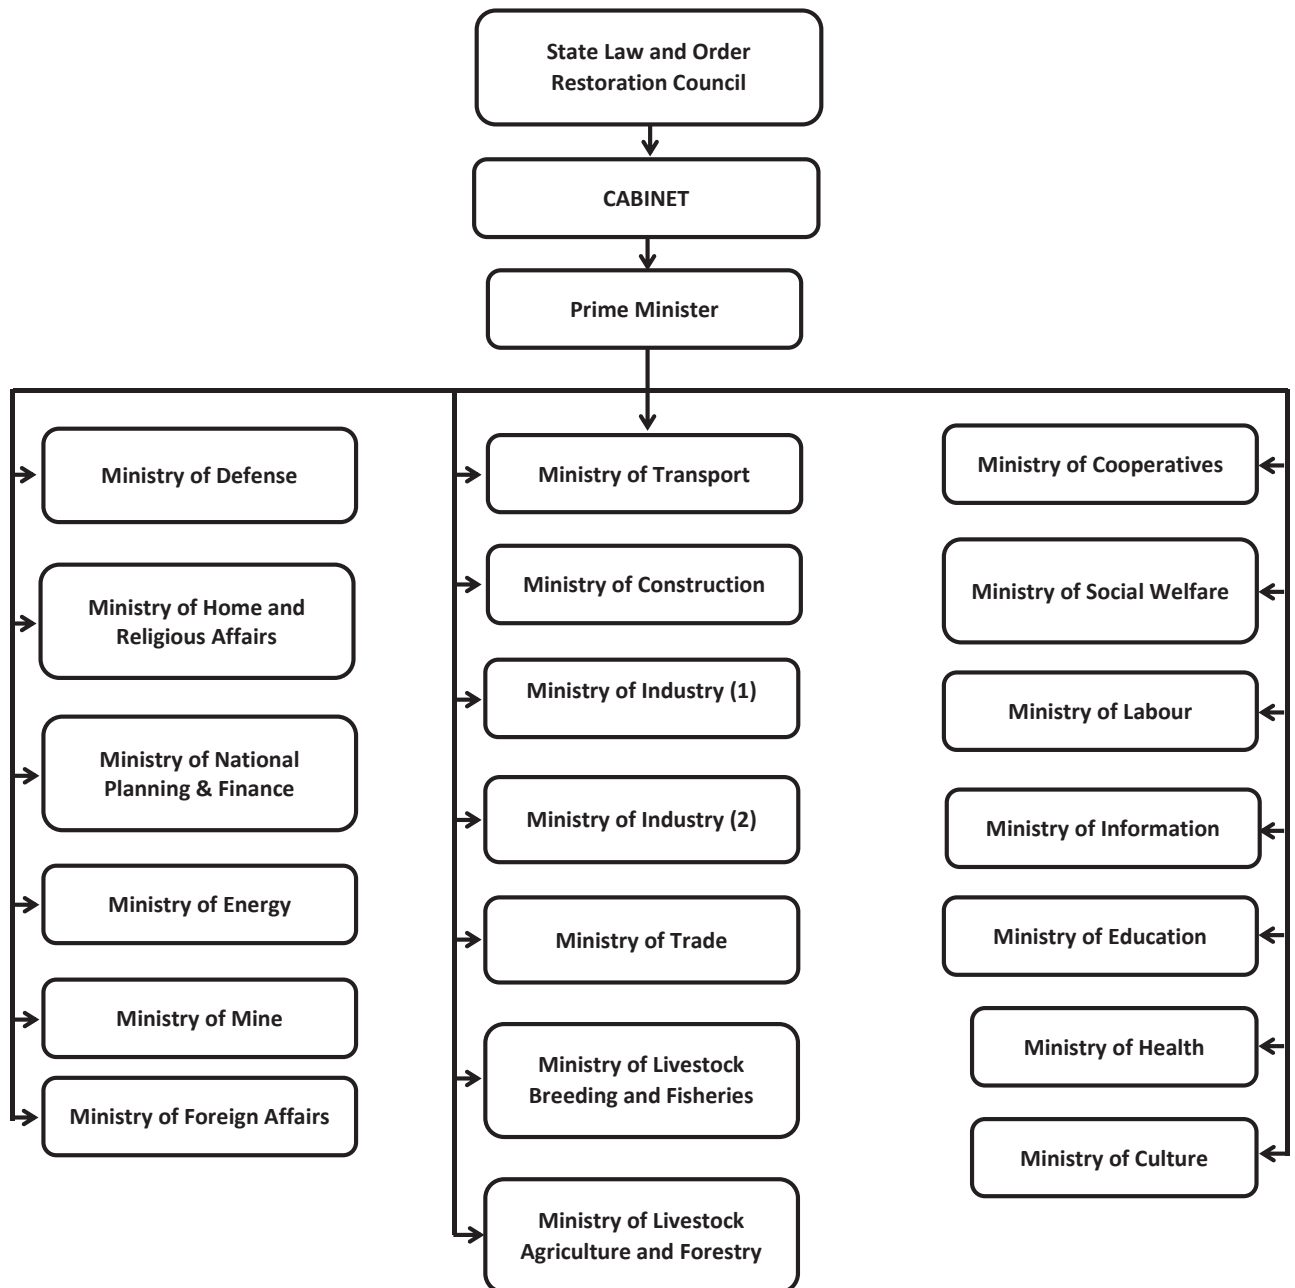 State Law and Order
Restoration Council
CABINET
Prime Minister
Ministry of Defense
Ministry of Home and
Religious Affairs
Ministry of National
Planning & Finance
Ministry of Energy
Ministry of Mine
Ministry of Foreign Affairs
Ministry of Transport
Ministry of Construction
Ministry of Industry (1)
Ministry of Industry (2)
Ministry of Trade
Ministry of Livestock
Breeding and Fisheries
Ministry of Livestock
Agriculture and Forestry
Ministry of Cooperatives
Ministry of Social Welfare
Ministry of Labour
Ministry of Information
Ministry of Education
Ministry of Health
Ministry of Culture